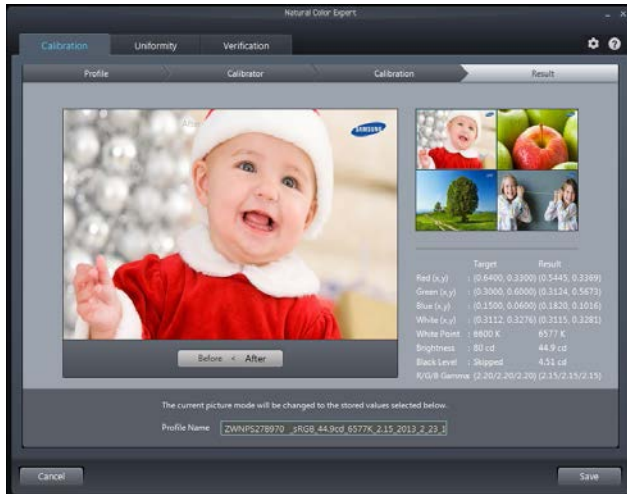 Natural Color Expert
Calibration Uniformity Verification
Profile Calibrator Calibration Result
After
SAMSUNG
Target Result
Red (x,y) : (0.6400, 0.3300) (0.5445, 0.3389)
Green (x,y) : (0.3000, 0.6000) (0.3124, 0.5673)
Blue (x,y) : (0.1500, 0.0600) (0.1820, 0.1016)
White (x,y) : (0.3112, 0.3276) (0.3115, 0.3281)
White Point : 6600 K 6577 K
Brightness : 80 cd 44.9 cd
Black Level : Skipped 4.51 cd
R/G/B Gamma (2.20/2.20/2.20) (2.15/2.15/2.15)
Before < After
The current picture mode will be changed to the stored values selected below.
Profile Name ZWNPS27B970 _sRGB_44.9cd_6577K_2.15_2013_2_23_1
Cancel Save